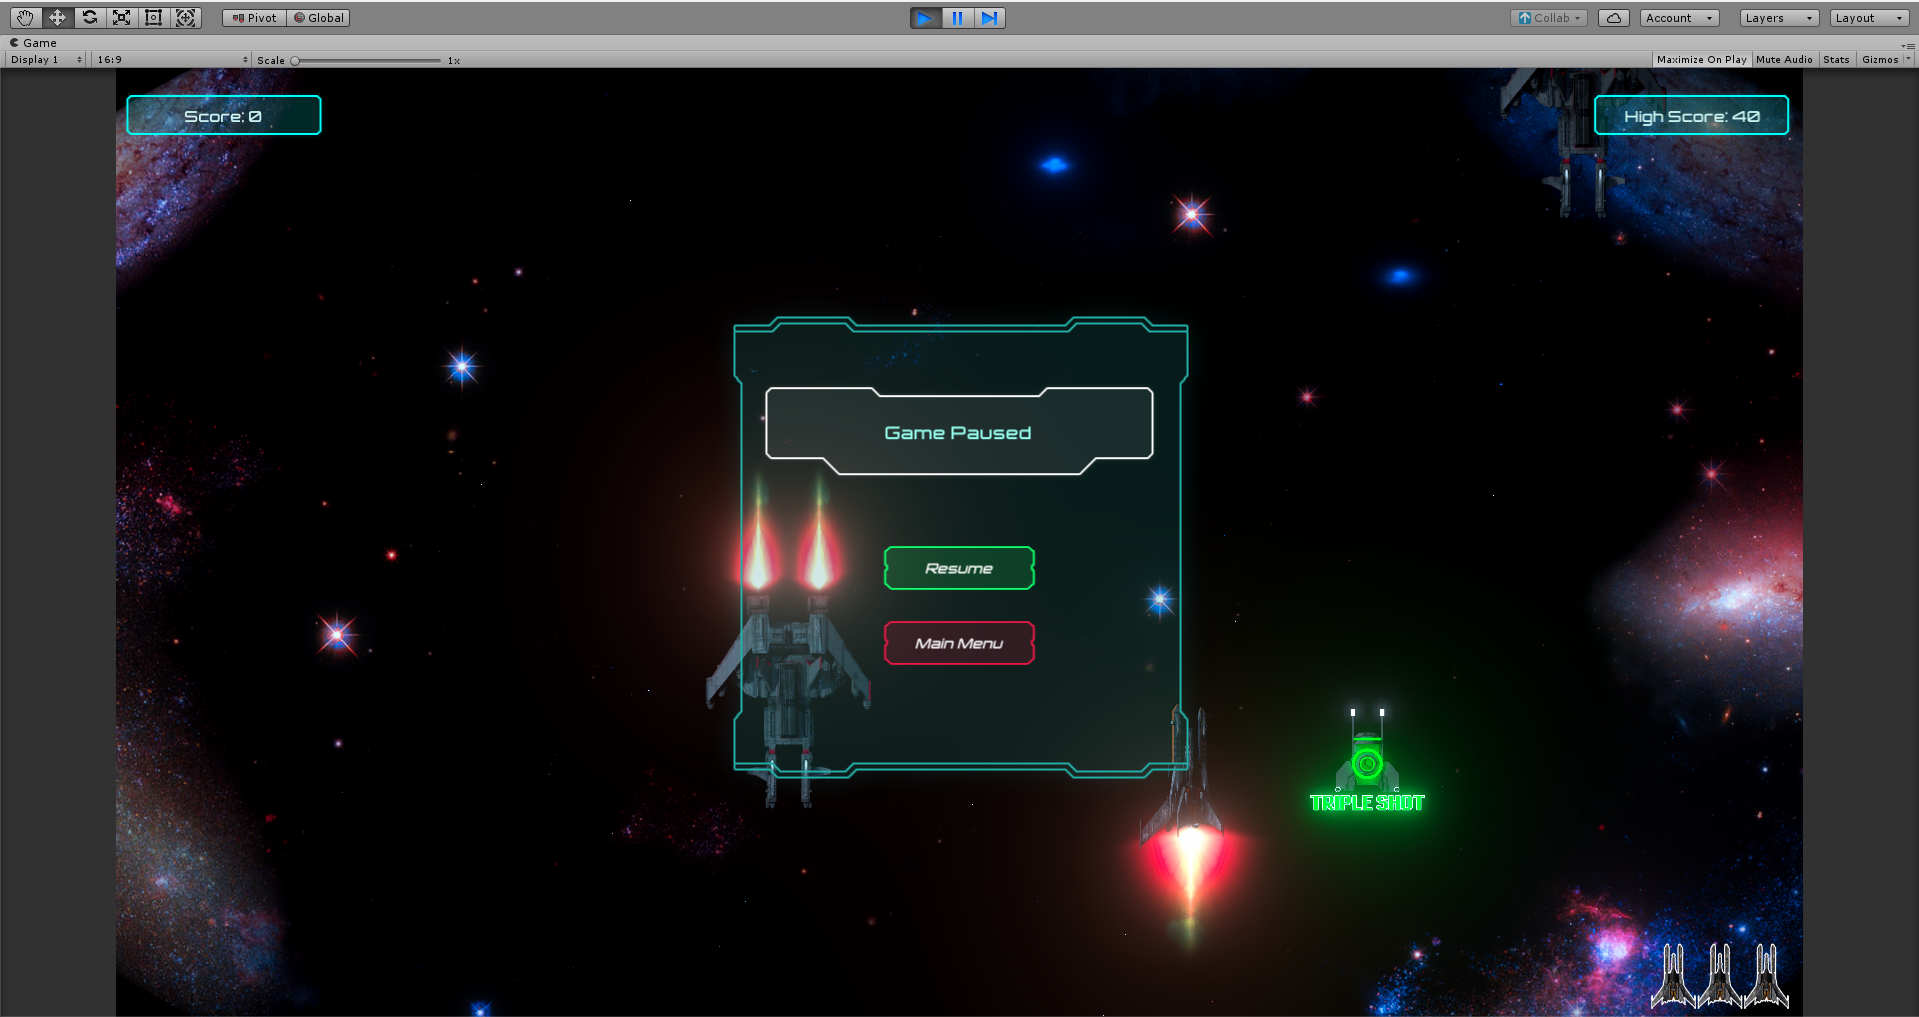 Pivot Global Collab Account Layers Layout
Game
Display 1 16:9 Scale 1x Maximize On Play Mute Audio Stats Gizmos
Score: 0 High Score: 40
Game Paused
Resume
Main Menu
TRIPLE SHOT